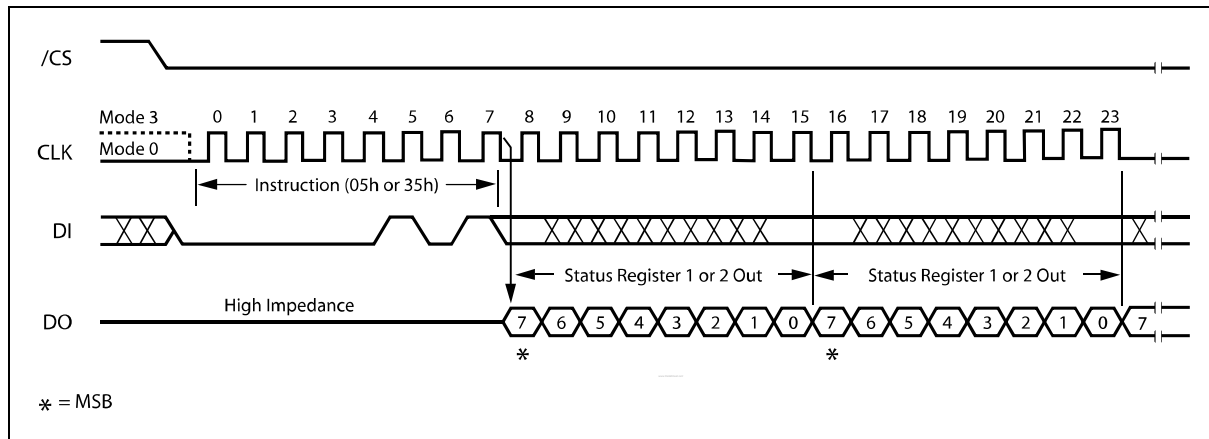 /CS
Mode 3
0 1 2 3 4 5 6 7 8 9 10 11 12 13 14 15 16 17 18 19 20 21 22 23
CLK
Mode 0
Instruction (05h or 35h)
DI
Status Register 1 or 2 Out Status Register 1 or 2 Out
High Impedance
DO
7 6 5 4 3 2 1 0 7 6 5 4 3 2 1 0 7
* *
* = MSB